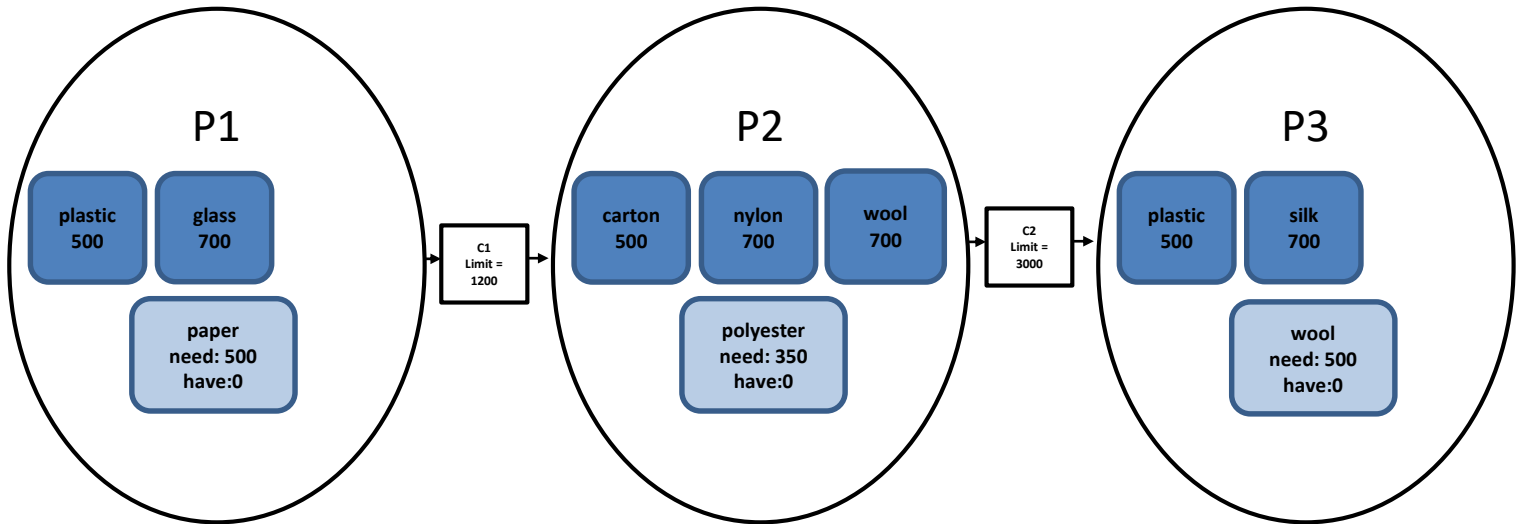 P1
plastic
500
glass
700
paper
need: 500
have:0
C1
Limit =
1200
P2
carton
500
nylon
700
wool
700
polyester
need: 350
have:0
C2
Limit =
3000
P3
plastic
500
silk
700
wool
need: 500
have:0